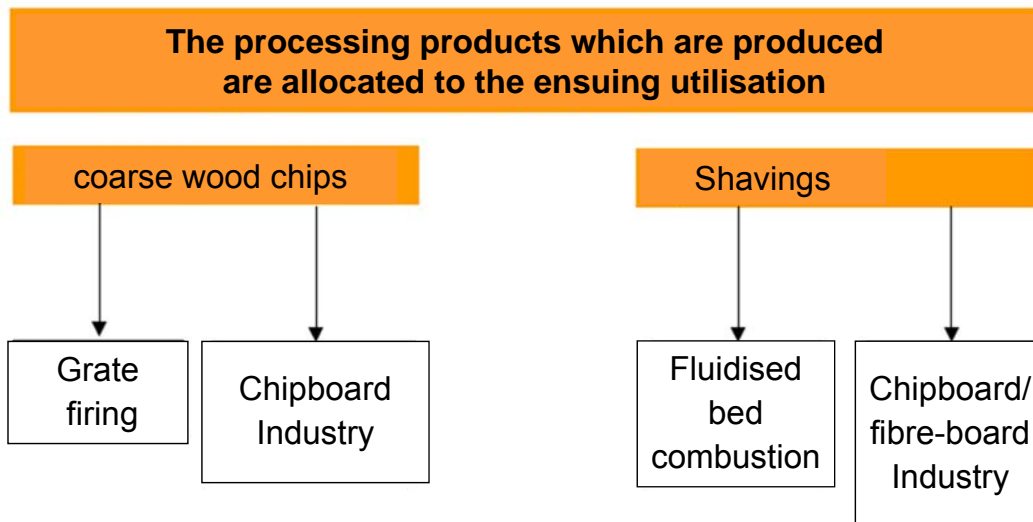 The processing products which are produced
are allocated to the ensuing utilisation
coarse wood chips
Shavings
Grate
firing
Chipboard
Industry
Fluidised
bed
combustion
Chipboard/
fibre-board
Industry